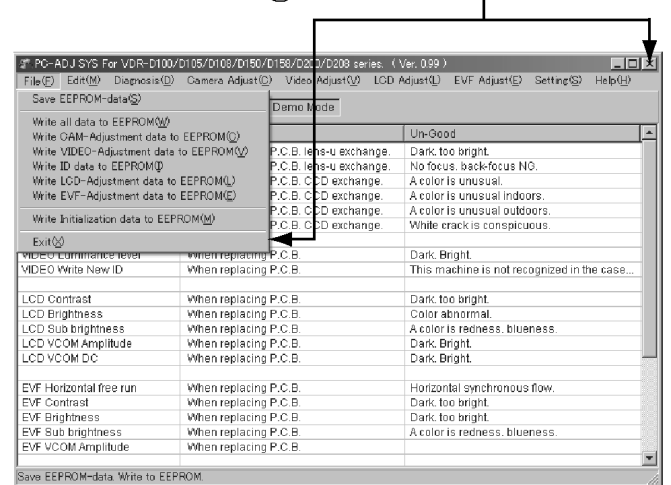 PC-ADJ SYS For VDR-D100/D105/D108/D150/D158/D200/D208 series. ( Ver. 0.99 )
File(F) Edit(M) Diagnosis(D) Camera Adjust(C) Video Adjust(V) LCD Adjust(L) EVF Adjust(E) Setting(S) Help(H)
Save EEPROM-data(S)
Demo Mode
Write all data to EEPROM(W)
Write CAM-Adjustment data to EEPROM(C)
Un-Good
Write VIDEO-Adjustment data to EEPROM(V)
P.C.B. lens-u exchange. Dark. too bright.
Write ID data to EEPROM(I)
P.C.B. lens-u exchange. No focus. back-focus NG.
Write LCD-Adjustment data to EEPROM(L)
P.C.B. CCD exchange. A color is unusual.
Write EVF-Adjustment data to EEPROM(E)
P.C.B. CCD exchange. A color is unusual indoors.
P.C.B. CCD exchange. A color is unusual outdoors.
Write Initialization data to EEPROM(M)
P.C.B. CCD exchange. White crack is conspicuous.
Exit(X)
VIDEO Luminance level When replacing P.C.B. Dark. Bright.
VIDEO Write New ID When replacing P.C.B. This machine is not recognized in the case...
LCD Contrast When replacing P.C.B. Dark. too bright.
LCD Brightness When replacing P.C.B. Color abnormal.
LCD Sub brightness When replacing P.C.B. A color is redness. blueness.
LCD VCOM Amplitude When replacing P.C.B. Dark. Bright.
LCD VCOM DC When replacing P.C.B. Dark. Bright.
EVF Horizontal free run When replacing P.C.B. Horizontal synchronous flow.
EVF Contrast When replacing P.C.B. Dark. too bright.
EVF Brightness When replacing P.C.B. Dark. too bright.
EVF Sub brightness When replacing P.C.B. A color is redness. blueness.
EVF VCOM Amplitude When replacing P.C.B.
Save EEPROM-data. Write to EEPROM.